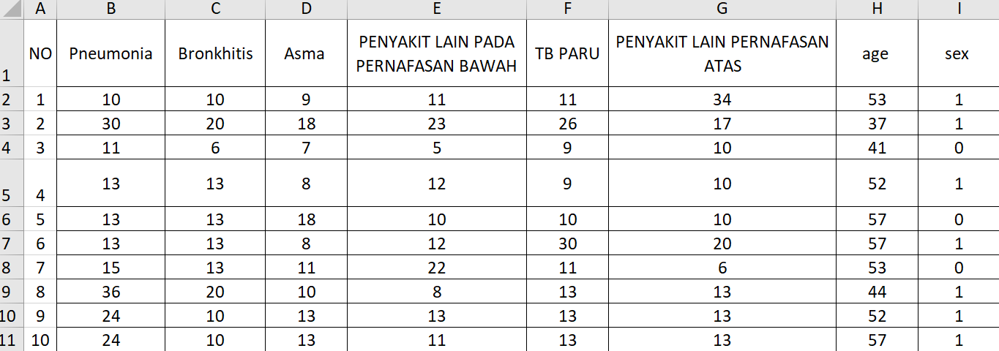 A B C D E F G H I
1 NO Pneumonia Bronkhitis Asma PENYAKIT LAIN PADA PERNAFASAN BAWAH TB PARU PENYAKIT LAIN PERNAFASAN ATAS age sex
2 1 10 10 9 11 11 34 53 1
3 2 30 20 18 23 26 17 37 1
4 3 11 6 7 5 9 10 41 0
5 4 13 13 8 12 9 10 52 1
6 5 13 13 18 10 10 10 57 0
7 6 13 13 8 12 30 20 57 1
8 7 15 13 11 22 11 6 53 0
9 8 36 20 10 8 13 13 44 1
10 9 24 10 13 13 13 13 52 1
11 10 24 10 13 11 13 13 57 1